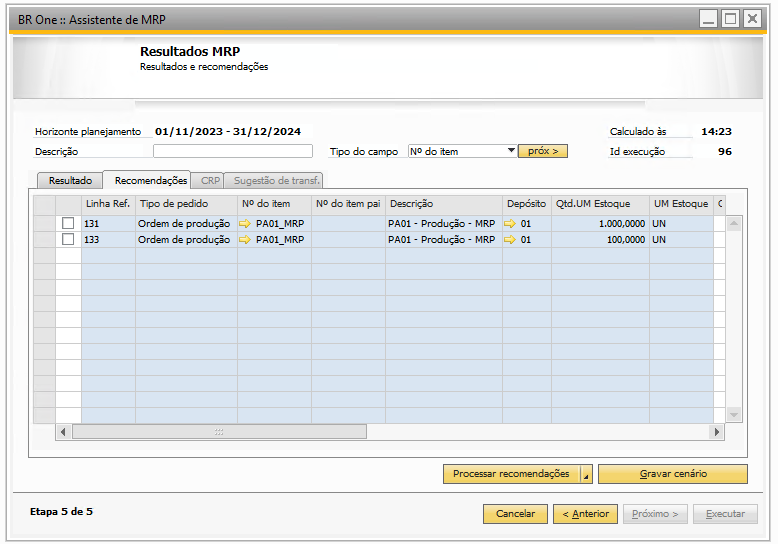 BR One :: Assistente de MRP
Resultados MRP
Resultados e recomendações
Horizonte planejamento 01/11/2023 - 31/12/2024 Calculado às 14:23
Descrição Tipo do campo Nº do item próx > Id execução 96
Resultado Recomendações CRP Sugestão de transf.
Linha Ref. Tipo de pedido Nº do item Nº do item pai Descrição Depósito Qtd.UM Estoque UM Estoque
131 Ordem de produção PA01_MRP PA01 - Produção - MRP 01 1.000,0000 UN
133 Ordem de produção PA01_MRP PA01 - Produção - MRP 01 100,0000 UN
Processar recomendações Gravar cenário
Etapa 5 de 5 Cancelar < Anterior Próximo > Executar